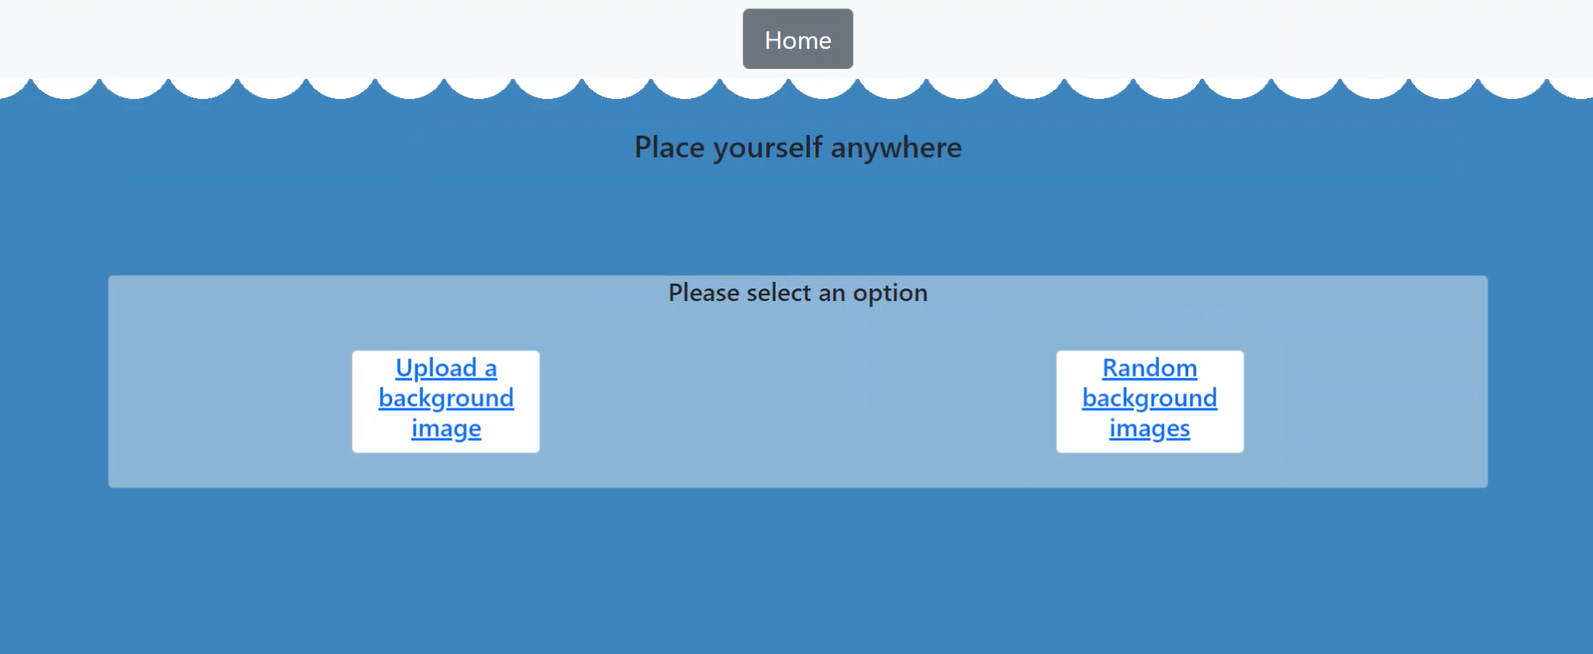 Home
Place yourself anywhere
Please select an option
Upload a
background
image
Random
background
images